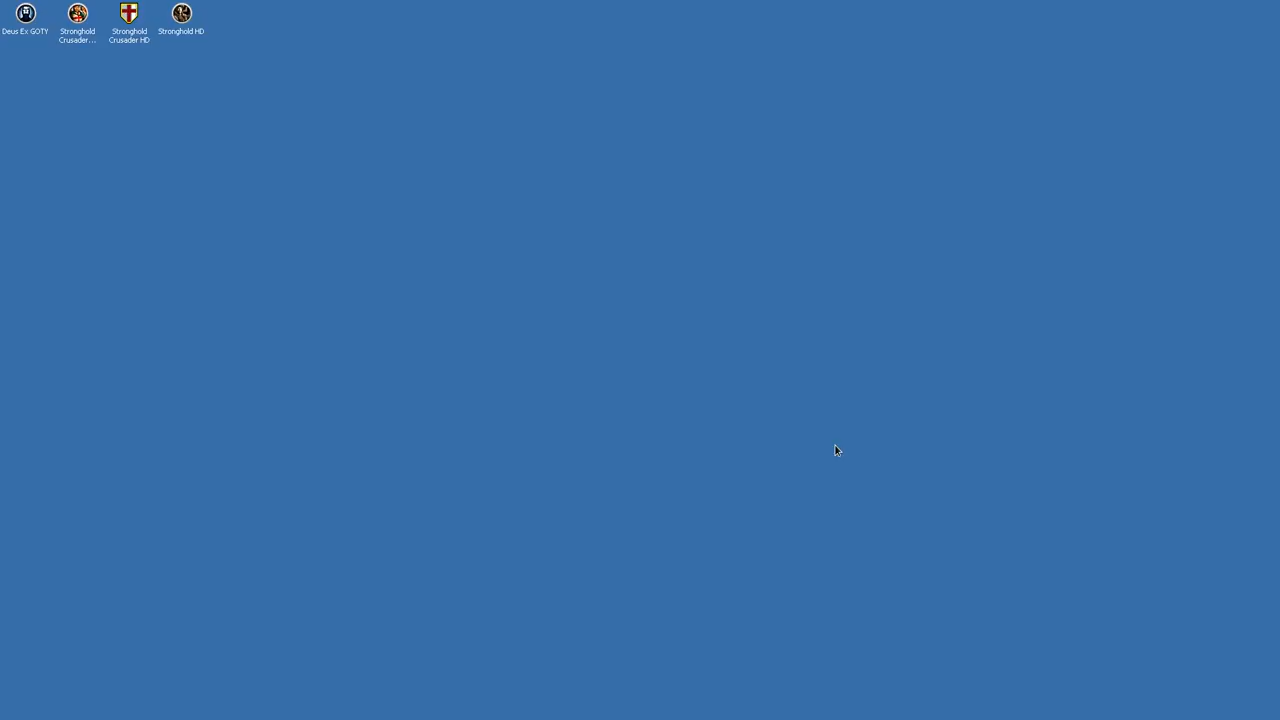 Deus Ex GOTY
Stronghold
Crusader...
Stronghold
Crusader HD
Stronghold HD